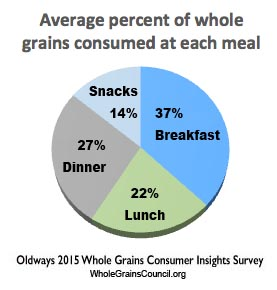 Average percent of whole
grains consumed at each meal
Snacks
14%
37%
Breakfast
27%
Dinner
22%
Lunch
Oldways 2015 Whole Grains Consumer Insights Survey
WholeGrainsCouncil.org